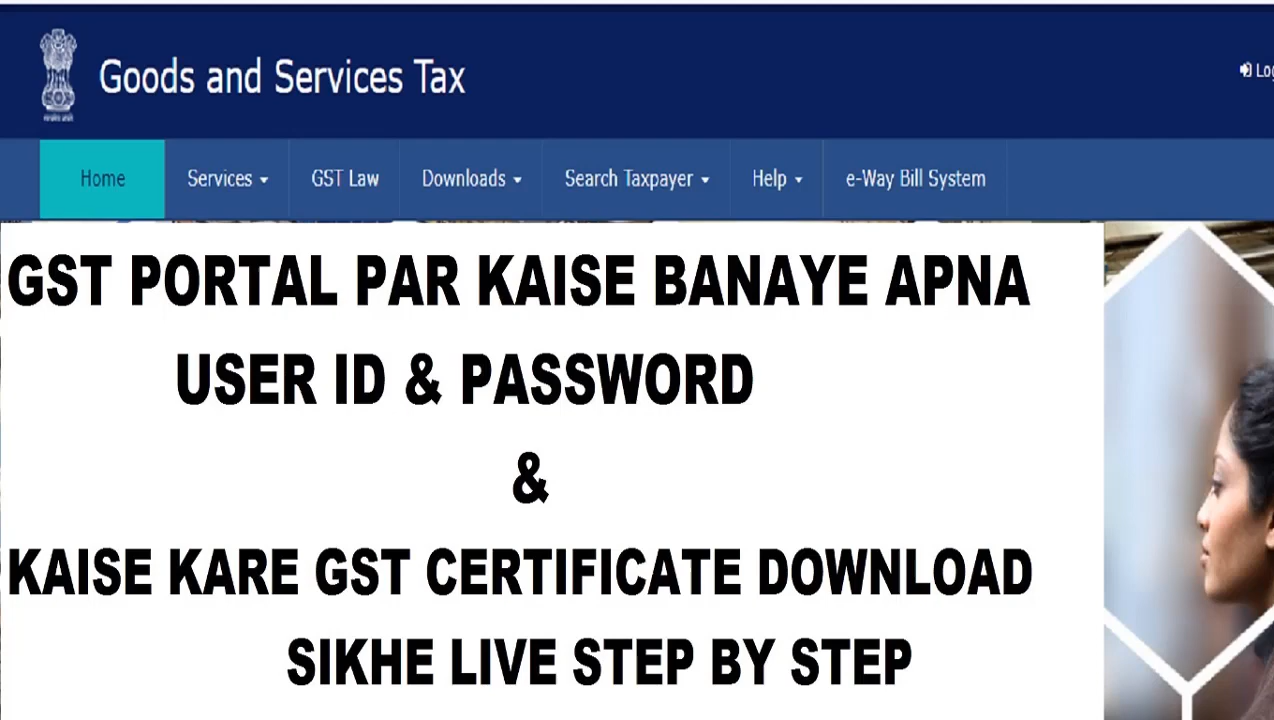 Goods and Services Tax
Home Services GST Law Downloads Search Taxpayer Help e-Way Bill System
GST PORTAL PAR KAISE BANAYE APNA
USER ID & PASSWORD
&
KAISE KARE GST CERTIFICATE DOWNLOAD
SIKHE LIVE STEP BY STEP